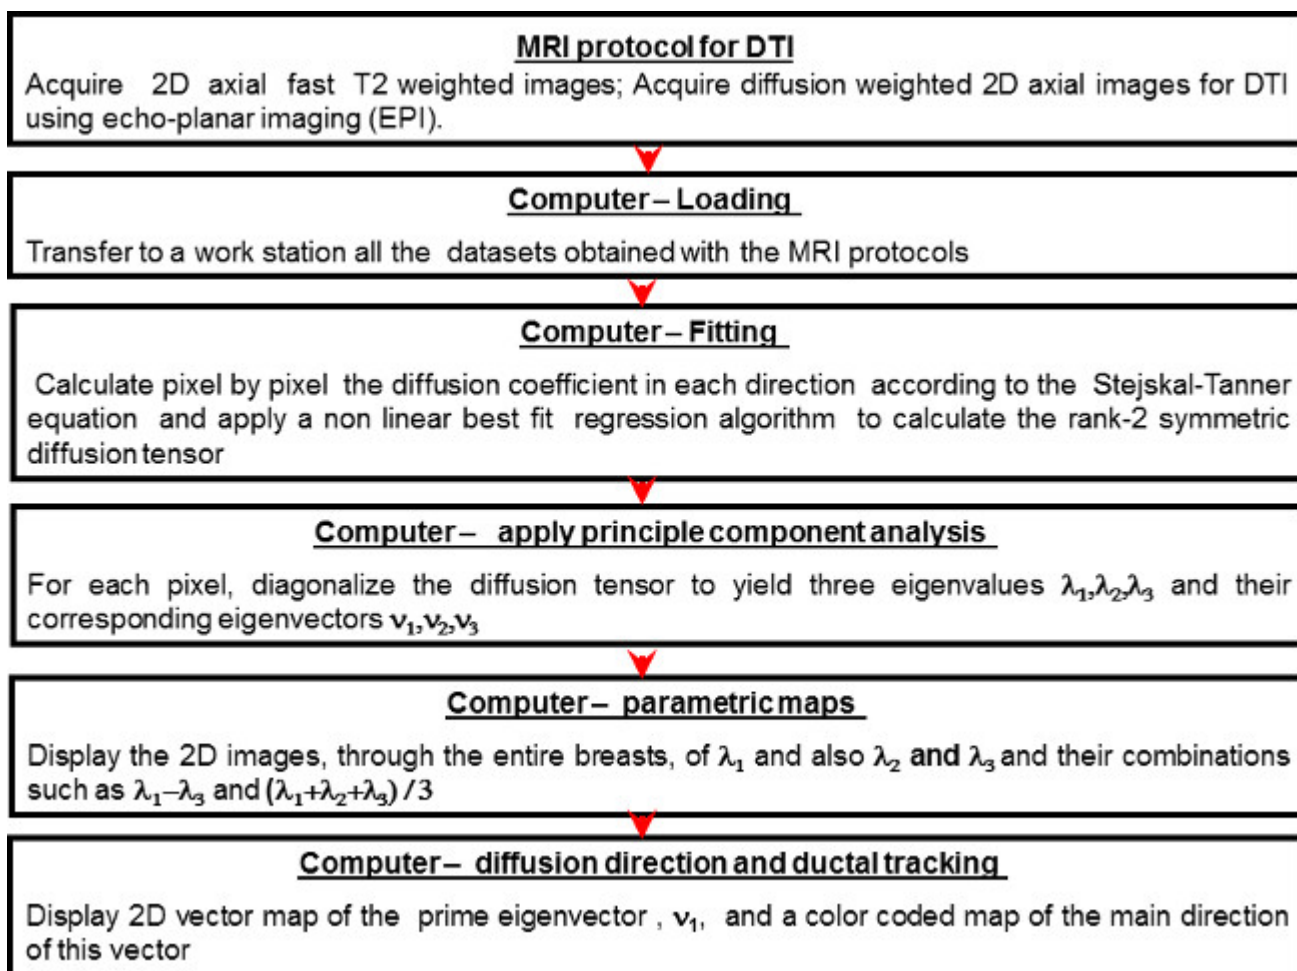 MRI protocol for DTI
Acquire 2D axial fast T2 weighted images; Acquire diffusion weighted 2D axial images for DTI
using echo-planar imaging (EPI).
Computer – Loading
Transfer to a work station all the datasets obtained with the MRI protocols
Computer – Fitting
Calculate pixel by pixel the diffusion coefficient in each direction according to the Stejskal-Tanner
equation and apply a non linear best fit regression algorithm to calculate the rank-2 symmetric
diffusion tensor
Computer – apply principle component analysis
For each pixel, diagonalize the diffusion tensor to yield three eigenvalues λ₁,λ₂,λ₃ and their
corresponding eigenvectors ν₁,ν₂,ν₃
Computer – parametric maps
Display the 2D images, through the entire breasts, of λ₁ and also λ₂ and λ₃ and their combinations
such as λ₁–λ₃ and (λ₁+λ₂+λ₃) /3
Computer – diffusion direction and ductal tracking
Display 2D vector map of the prime eigenvector , ν₁, and a color coded map of the main direction
of this vector